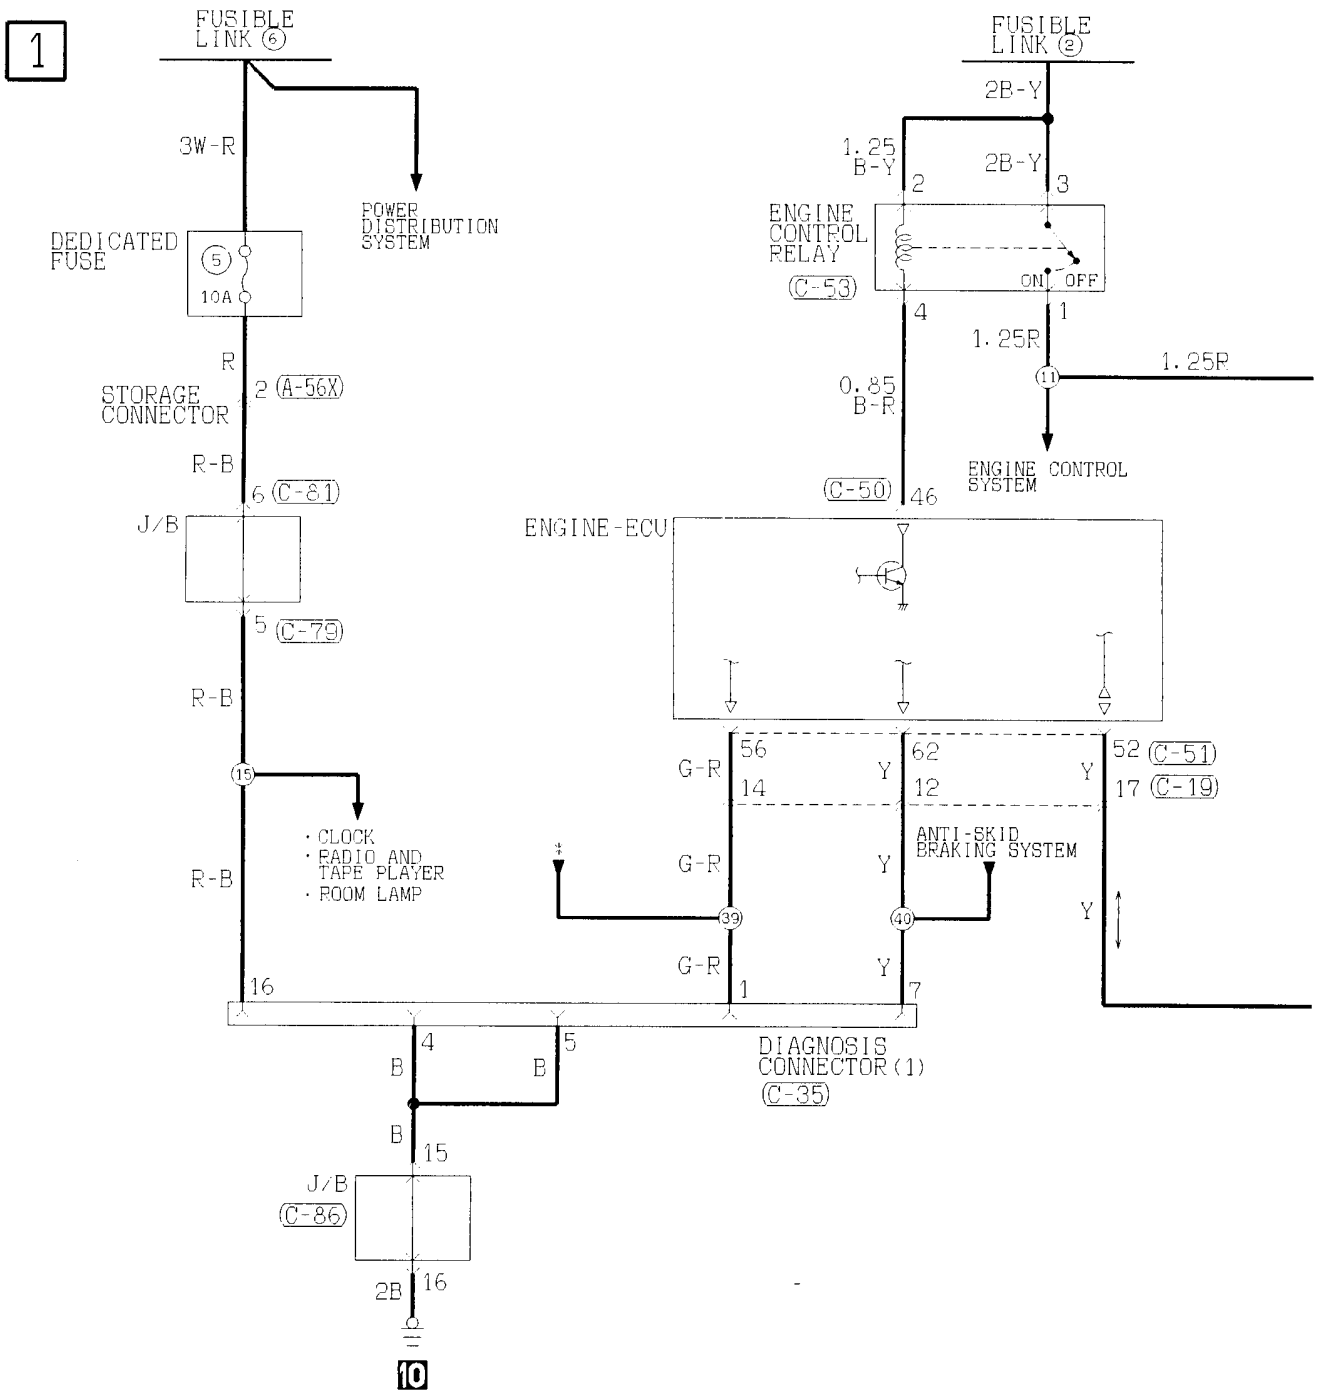 1
FUSIBLE
LINK ⑥
FUSIBLE
LINK ②
2B-Y
3W-R
1.25
B-Y
2B-Y
2
3
POWER
DISTRIBUTION
SYSTEM
ENGINE
CONTROL
RELAY
(C-53)
ON
OFF
DEDICATED
FUSE
5
10A
4
1
1.25R
1.25R
R
11
2 (A-56X)
STORAGE
CONNECTOR
0.85
B-R
R-B
ENGINE CONTROL
SYSTEM
6 (C-81)
(C-50) 46
J/B
ENGINE-ECU
5 (C-79)
R-B
56
62
52 (C-51)
G-R
Y
Y
14
12
17 (C-19)
15
· CLOCK
· RADIO AND
TAPE PLAYER
· ROOM LAMP
*
ANTI-SKID
BRAKING SYSTEM
R-B
G-R
Y
Y
39
40
G-R
Y
16
1
7
4
5
B
B
DIAGNOSIS
CONNECTOR(1)
(C-35)
B
15
J/B
(C-86)
16
2B
10